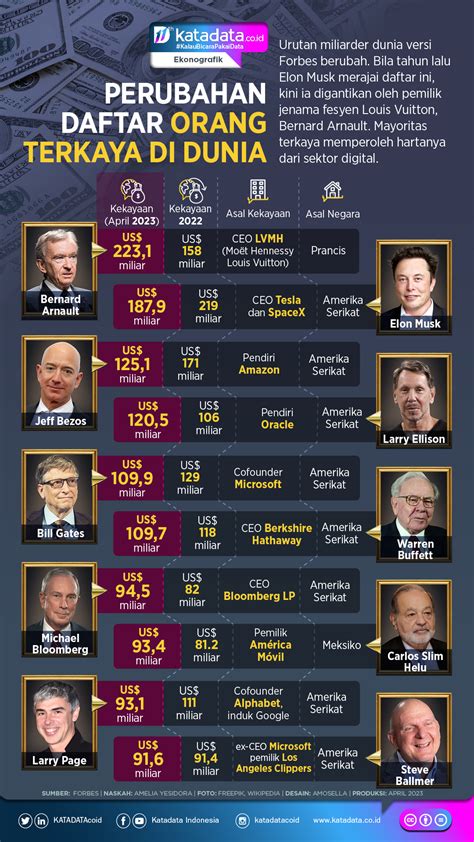 katadata.co.id
#KalauBicaraPakaiData
Ekonografik
PERUBAHAN
DAFTAR ORANG
TERKAYA DI DUNIA
Urutan miliarder dunia versi
Forbes berubah. Bila tahun lalu
Elon Musk merajai daftar ini,
kini ia digantikan oleh pemilik
jenama fesyen Louis Vuitton,
Bernard Arnault. Mayoritas
terkaya memperoleh hartanya
dari sektor digital.
Kekayaan
(April 2023)
Kekayaan
2022
Asal Kekayaan
Asal Negara
Bernard
Arnault
US$
223,1
miliar
US$
158
miliar
CEO LVMH
(Moët Hennessy
Louis Vuitton)
Prancis
US$
187,9
miliar
US$
219
miliar
CEO Tesla
dan SpaceX
Amerika
Serikat
Elon Musk
Jeff Bezos
US$
125,1
miliar
US$
171
miliar
Pendiri
Amazon
Amerika
Serikat
US$
120,5
miliar
US$
106
miliar
Pendiri
Oracle
Amerika
Serikat
Larry Ellison
Bill Gates
US$
109,9
miliar
US$
129
miliar
Cofounder
Microsoft
Amerika
Serikat
US$
109,7
miliar
US$
118
miliar
CEO Berkshire
Hathaway
Amerika
Serikat
Warren
Buffett
Michael
Bloomberg
US$
94,5
miliar
US$
82
miliar
CEO
Bloomberg LP
Amerika
Serikat
US$
93,4
miliar
US$
81.2
miliar
Pemilik
América
Móvil
Meksiko
Carlos Slim
Helu
Larry Page
US$
93,1
miliar
US$
111
miliar
Cofounder
Alphabet,
induk Google
Amerika
Serikat
US$
91,6
miliar
US$
91,4
miliar
ex-CEO Microsoft
pemilik Los
Angeles Clippers
Amerika
Serikat
Steve
Ballmer
SUMBER: FORBES | NASKAH: AMELIA YESIDORA | FOTO: FREEPIK, WIKIPEDIA | DESAIN: AMOSELLA | PRODUKSI: APRIL 2023
KATADATAcoid
Katadata Indonesia
katadatacoid
www.katadata.co.id